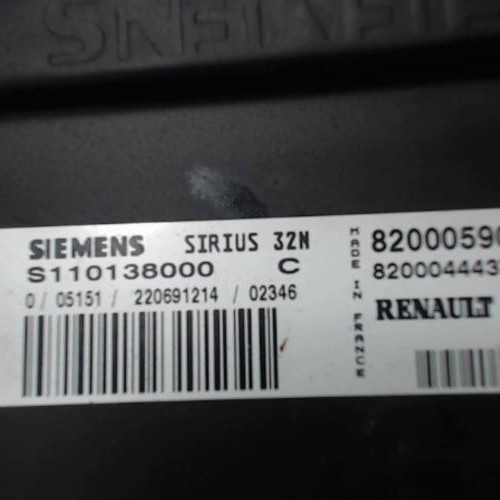 SIEMENS
SIEMENS SIRIUS 32N
S110138000 C
0 / 05151 / 220691214 / 02346
MADE IN FRANCE
8200059
820004443
RENAULT